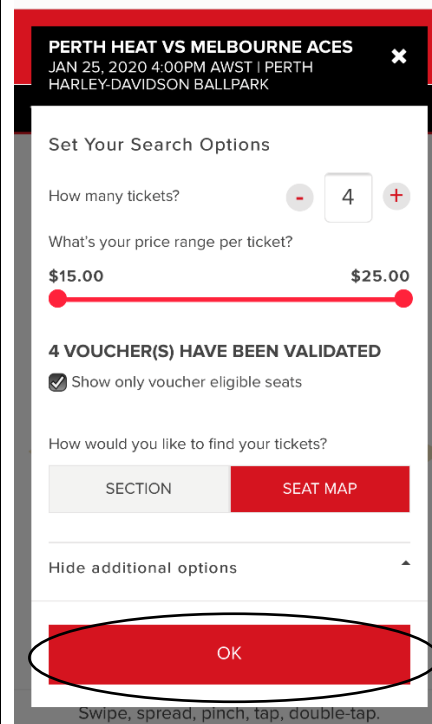 PERTH HEAT VS MELBOURNE ACES
JAN 25, 2020 4:00PM AWST | PERTH
HARLEY-DAVIDSON BALLPARK
Set Your Search Options
How many tickets?
- 4 +
What's your price range per ticket?
$15.00 $25.00
4 VOUCHER(S) HAVE BEEN VALIDATED
Show only voucher eligible seats
How would you like to find your tickets?
SECTION SEAT MAP
Hide additional options
OK
Swipe, spread, pinch, tap, double-tap.